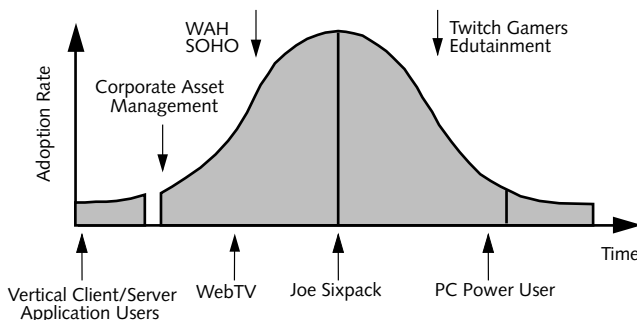 WAH
SOHO
Twitch Gamers
Edutainment
Corporate Asset
Management
Adoption Rate
Time
Vertical Client/Server
Application Users
WebTV
Joe Sixpack
PC Power User